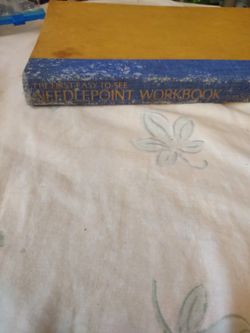 THE FIRST EASY-TO-SEE
NEEDLEPOINT WORKBOOK